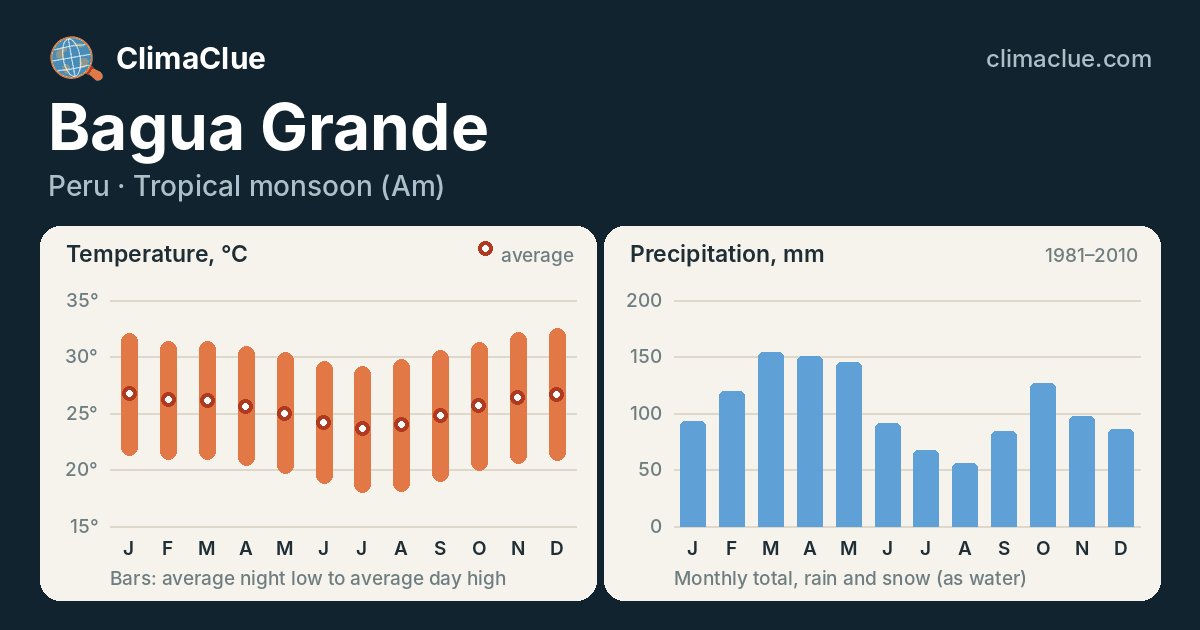 ClimaClue
climaclue.com
Bagua Grande
Peru · Tropical monsoon (Am)
Temperature, °C
average
35°
30°
25°
20°
15°
J F M A M J J A S O N D
Bars: average night low to average day high
Precipitation, mm
1981–2010
200
150
100
50
0
J F M A M J J A S O N D
Monthly total, rain and snow (as water)